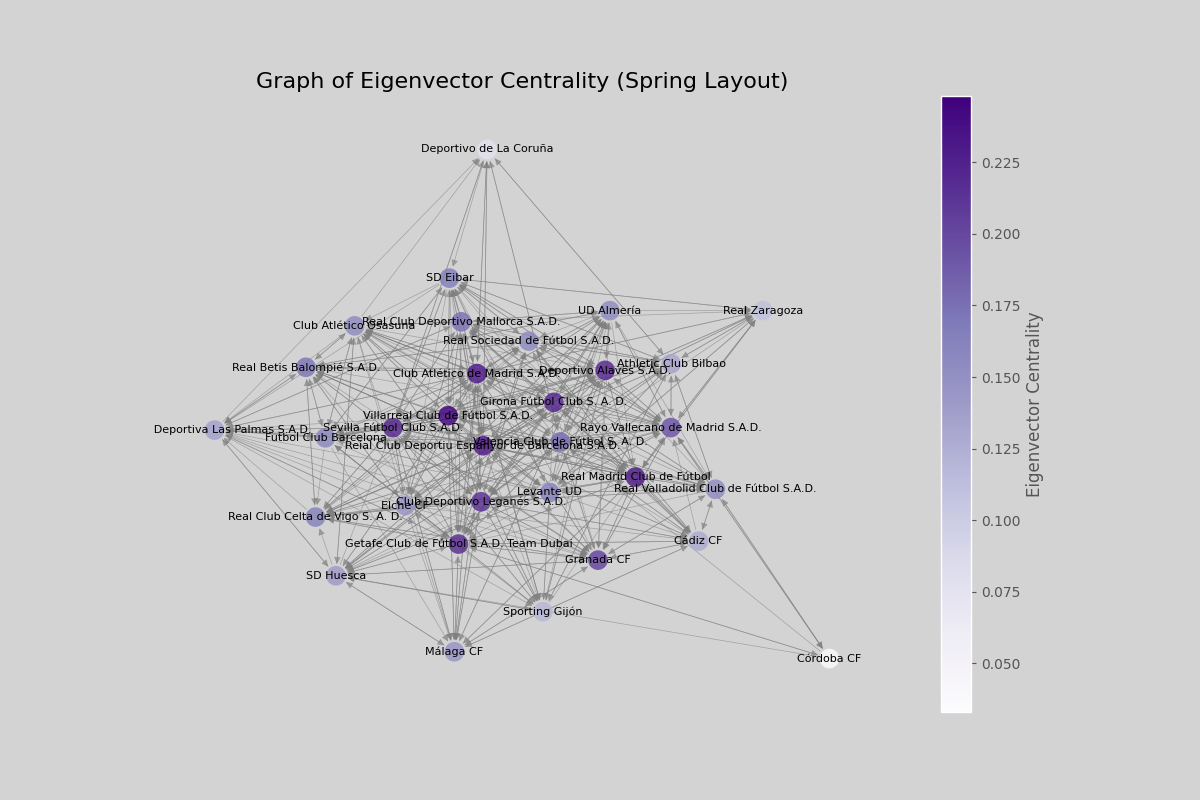 Graph of Eigenvector Centrality (Spring Layout)
Deportivo de La Coruña
SD Eibar
UD Almería
Real Zaragoza
Club Atlético Osasuna
Real Club Deportivo Mallorca S.A.D.
Real Sociedad de Fútbol S.A.D.
Athletic Club Bilbao
Real Betis Balompié S.A.D.
Club Atlético de Madrid S.A.D.
Deportivo Alavés S.A.D.
Girona Fútbol Club S. A. D.
Villarreal Club de Fútbol S.A.D.
Deportiva Las Palmas S.A.D.
Sevilla Fútbol Club S.A.D.
Rayo Vallecano de Madrid S.A.D.
Fútbol Club Barcelona
Valencia Club de Fútbol S. A. D.
Reial Club Deportiu Espanyol de Barcelona S.A.D.
Real Madrid Club de Fútbol
Real Valladolid Club de Fútbol S.A.D.
Levante UD
Elche CF
Club Deportivo Leganés S.A.D.
Real Club Celta de Vigo S. A. D.
Getafe Club de Fútbol S.A.D. Team Dubai
Cádiz CF
Granada CF
SD Huesca
Sporting Gijón
Málaga CF
Córdoba CF
0.225
0.200
0.175
0.150
0.125
0.100
0.075
0.050
Eigenvector Centrality